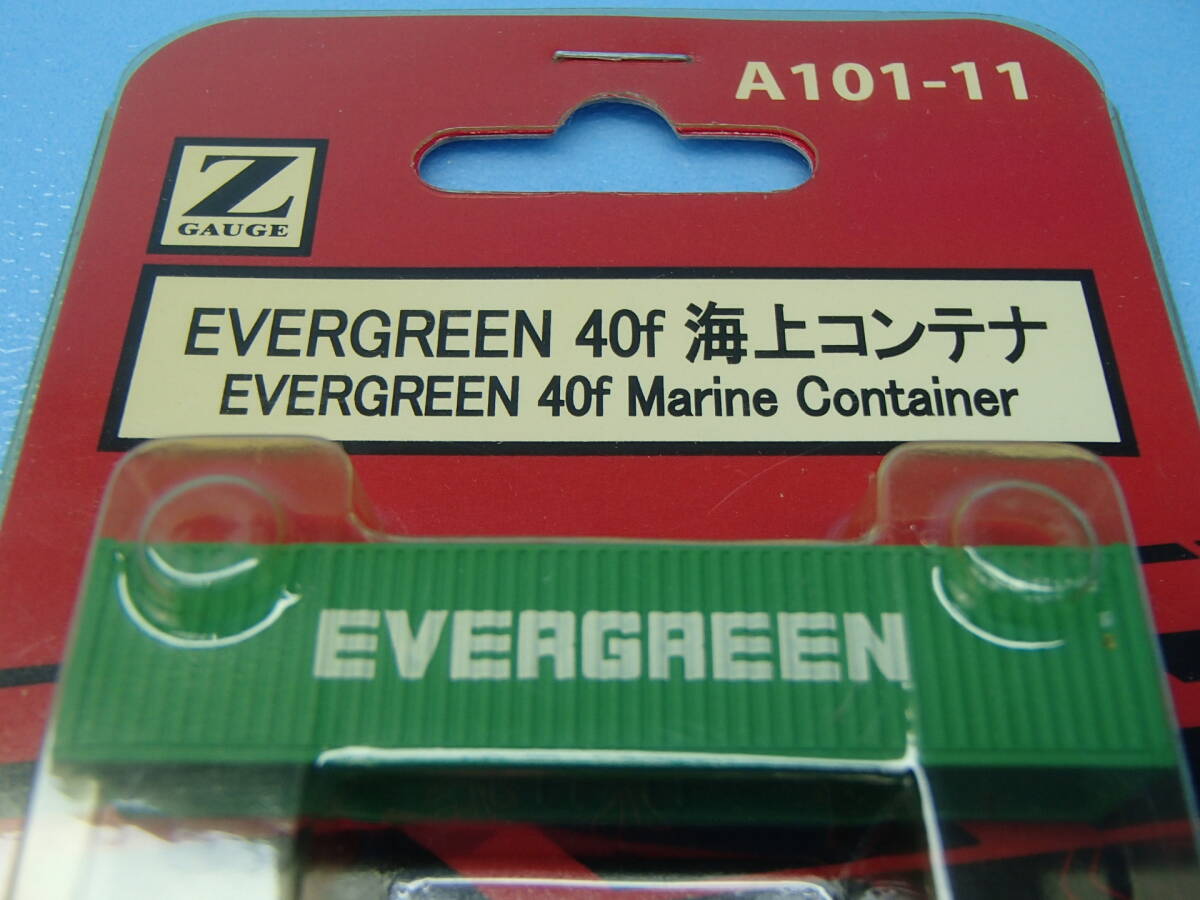 A101-11
Z
GAUGE
EVERGREEN 40f 海上コンテナ
EVERGREEN 40f Marine Container
EVERGREEN